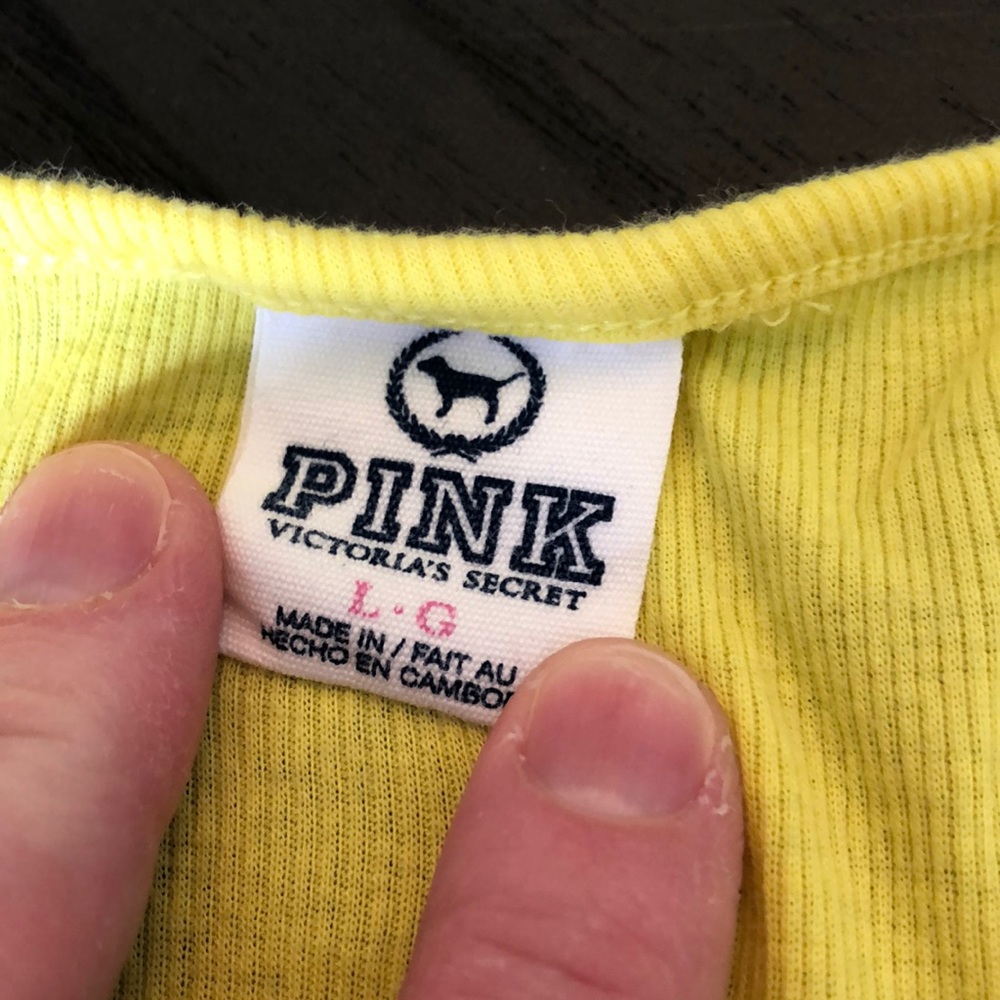 PINK
VICTORIA'S SECRET
L·G
MADE IN / FAIT AU
HECHO EN